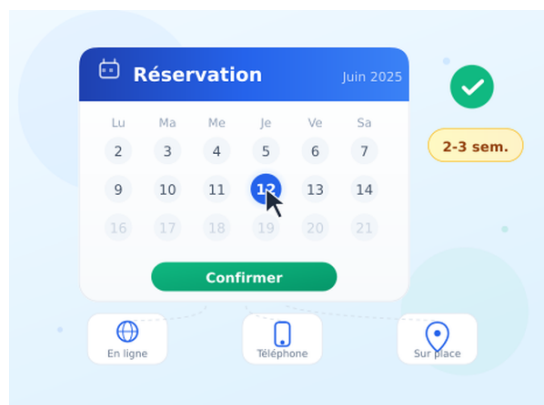 Réservation
Juin 2025
Lu Ma Me Je Ve Sa
2 3 4 5 6 7
9 10 11 12 13 14
16 17 18 19 20 21
Confirmer
2-3 sem.
En ligne
Téléphone
Sur place